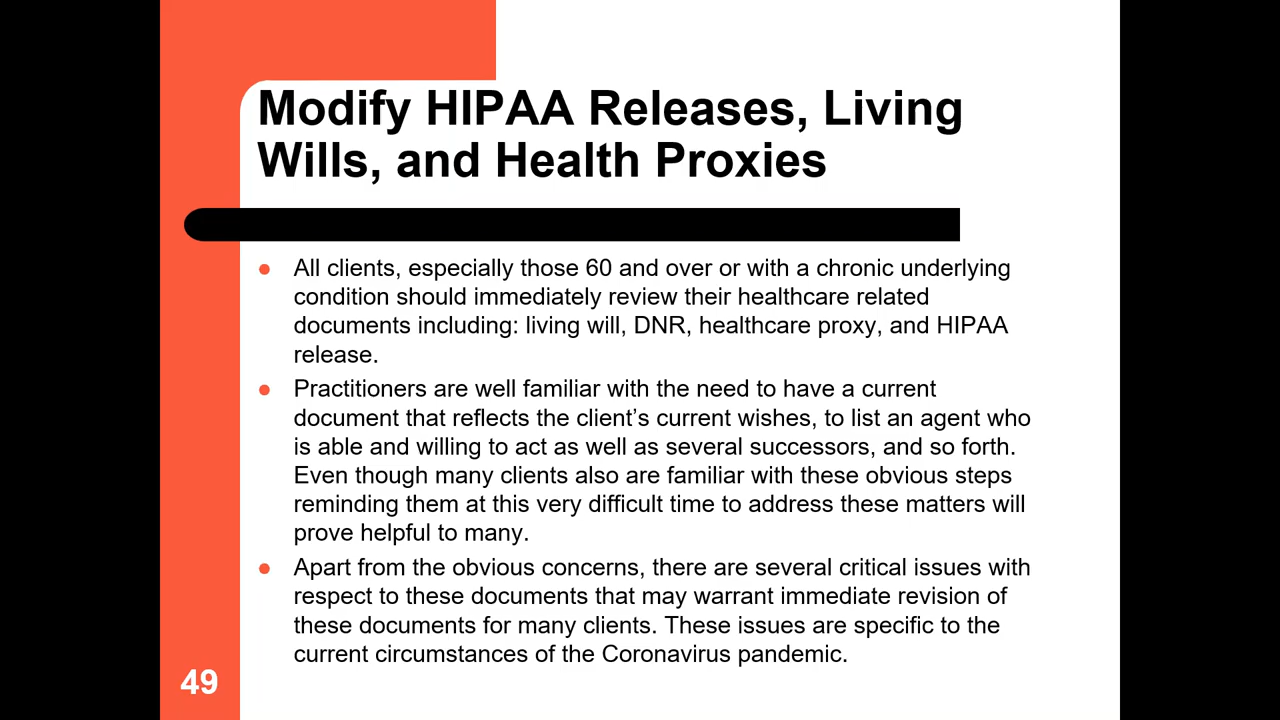 Modify HIPAA Releases, Living
Wills, and Health Proxies
● All clients, especially those 60 and over or with a chronic underlying
condition should immediately review their healthcare related
documents including: living will, DNR, healthcare proxy, and HIPAA
release.
● Practitioners are well familiar with the need to have a current
document that reflects the client’s current wishes, to list an agent who
is able and willing to act as well as several successors, and so forth.
Even though many clients also are familiar with these obvious steps
reminding them at this very difficult time to address these matters will
prove helpful to many.
● Apart from the obvious concerns, there are several critical issues with
respect to these documents that may warrant immediate revision of
these documents for many clients. These issues are specific to the
current circumstances of the Coronavirus pandemic.
49